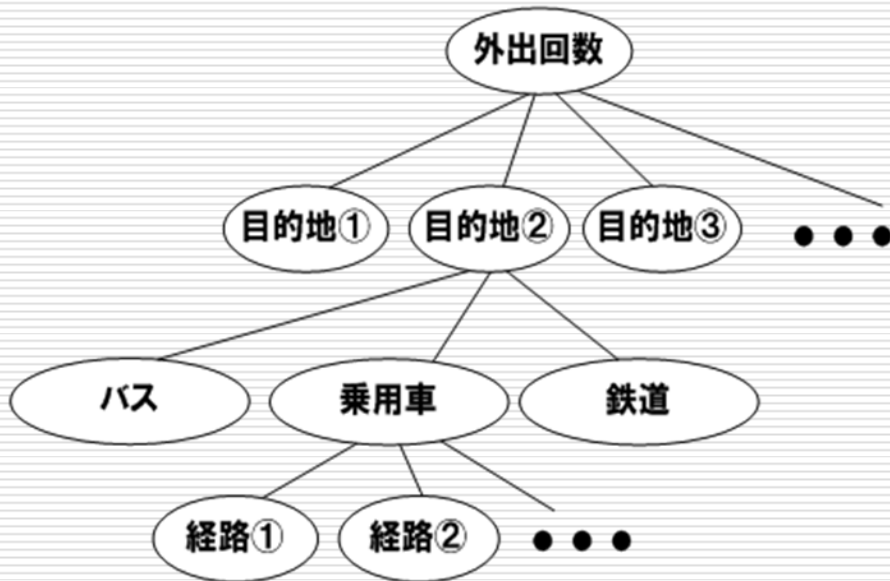 外出回数
目的地① 目的地② 目的地③ ●●●
バス 乗用車 鉄道
経路① 経路② ●●●